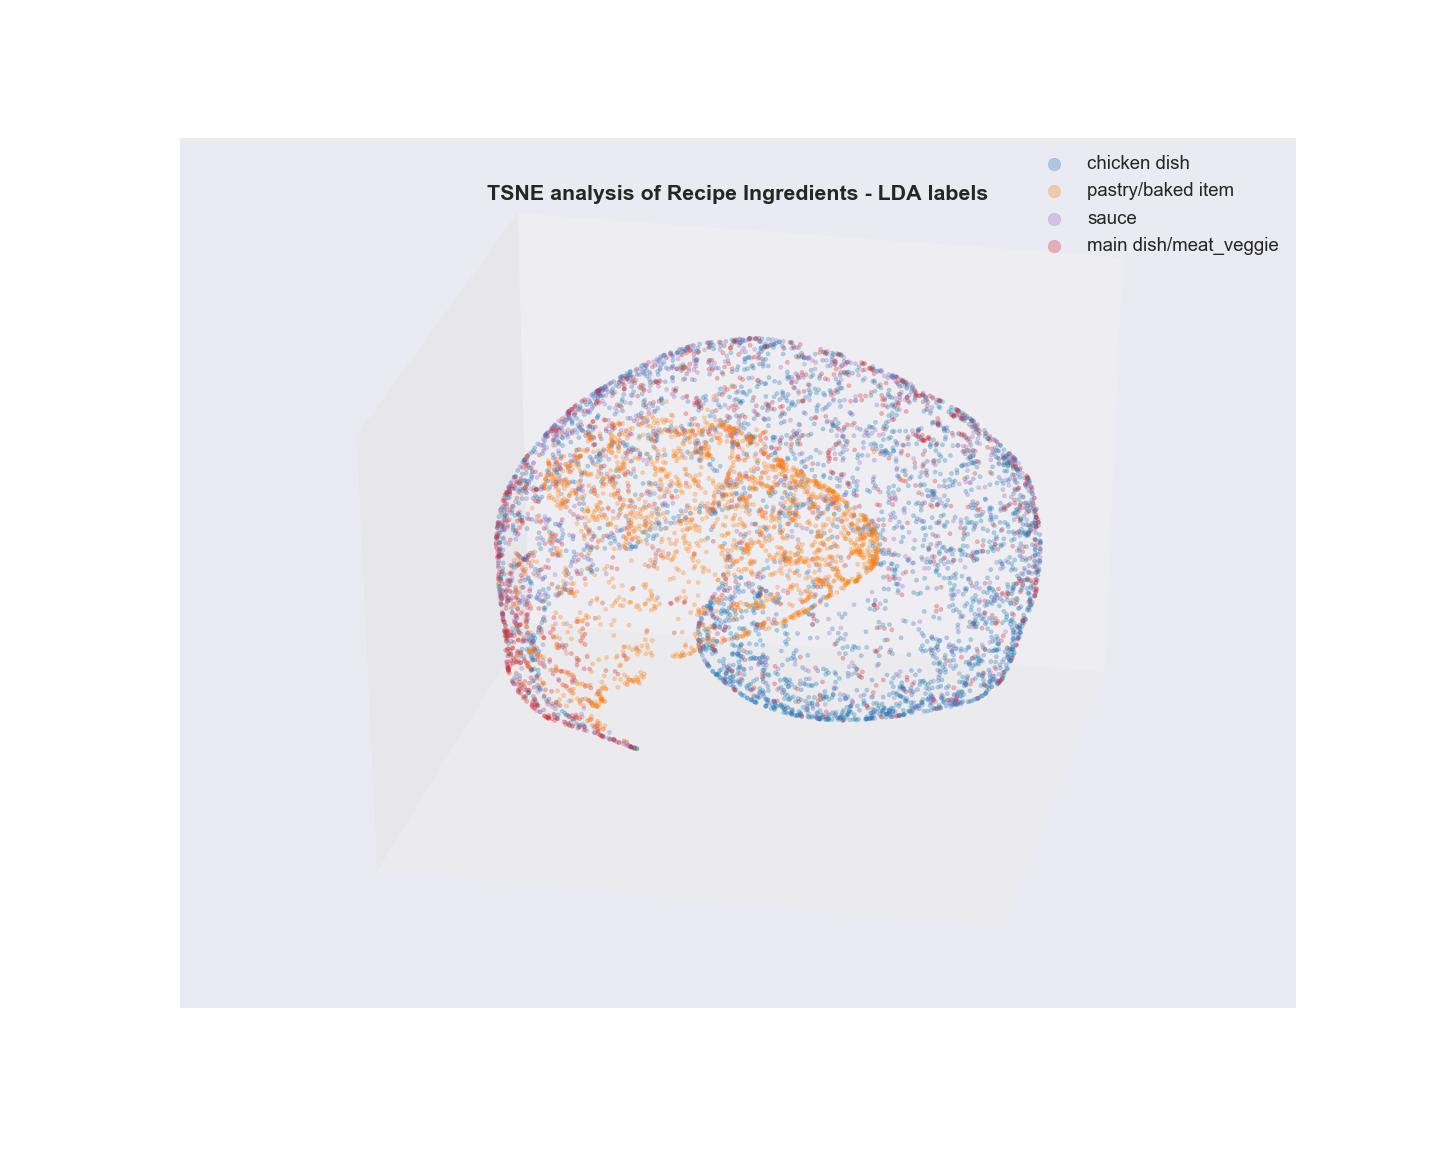 TSNE analysis of Recipe Ingredients - LDA labels
chicken dish
pastry/baked item
sauce
main dish/meat_veggie